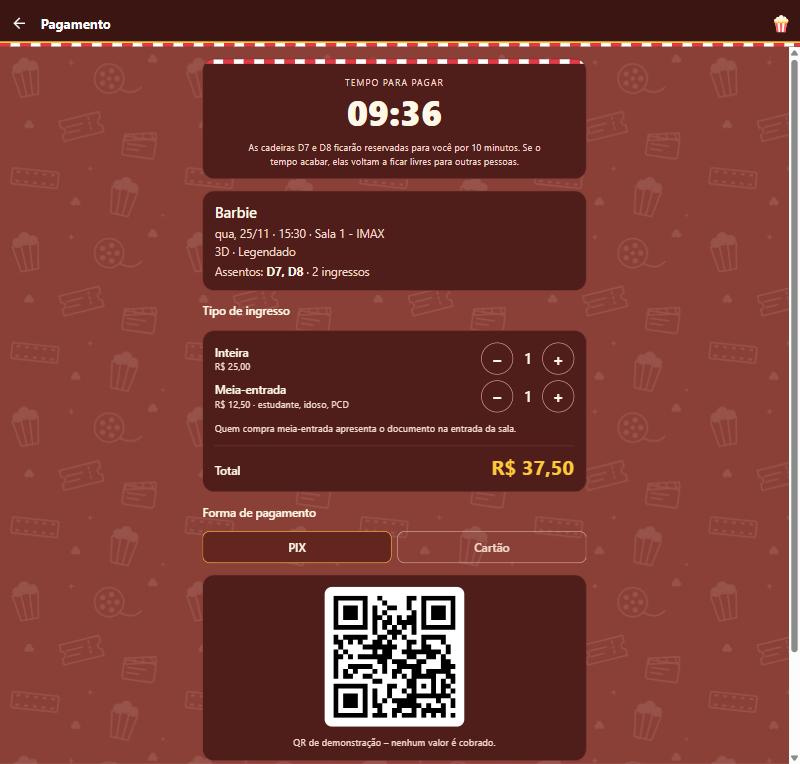 Pagamento
TEMPO PARA PAGAR
09:36
As cadeiras D7 e D8 ficarão reservadas para você por 10 minutos. Se o
tempo acabar, elas voltam a ficar livres para outras pessoas.
Barbie
qua, 25/11 · 15:30 · Sala 1 - IMAX
3D · Legendado
Assentos: D7, D8 · 2 ingressos
Tipo de ingresso
Inteira
R$ 25,00
− 1 +
Meia-entrada
R$ 12,50 · estudante, idoso, PCD
− 1 +
Quem compra meia-entrada apresenta o documento na entrada da sala.
Total R$ 37,50
Forma de pagamento
PIX Cartão
QR de demonstração – nenhum valor é cobrado.